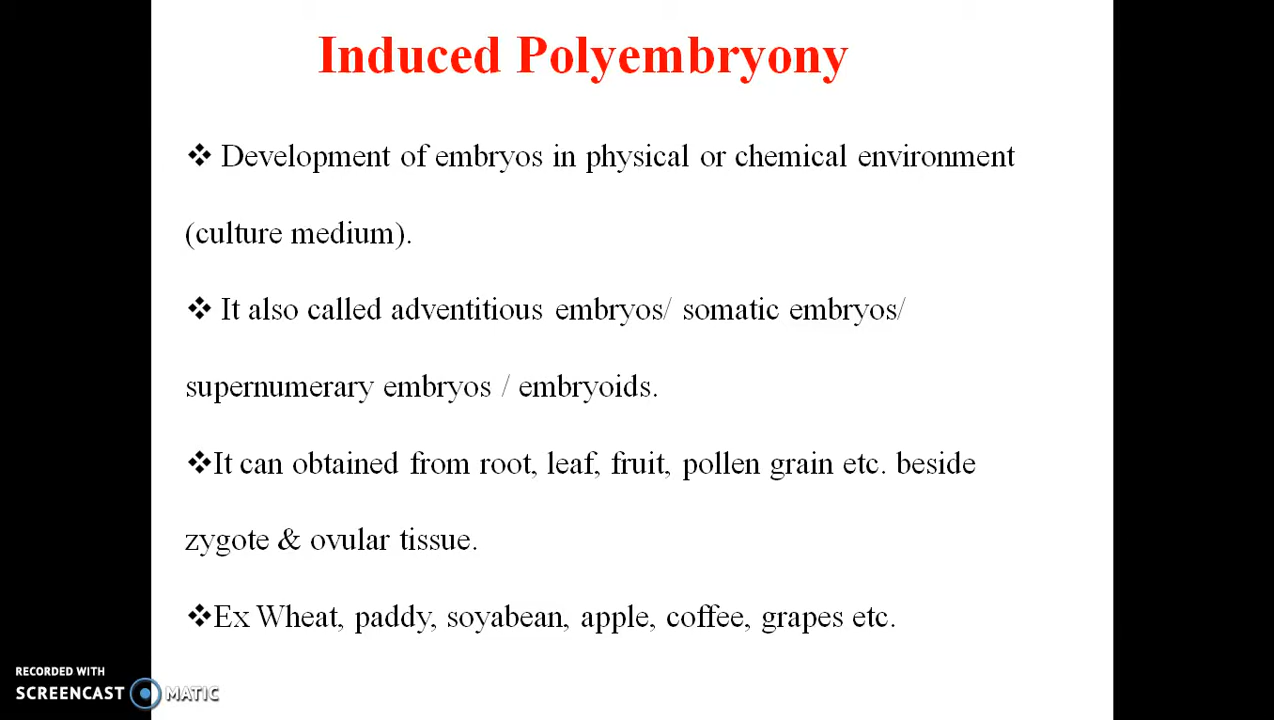 Induced Polyembryony
❖ Development of embryos in physical or chemical environment
(culture medium).
❖ It also called adventitious embryos/ somatic embryos/
supernumerary embryos / embryoids.
❖It can obtained from root, leaf, fruit, pollen grain etc. beside
zygote & ovular tissue.
❖Ex Wheat, paddy, soyabean, apple, coffee, grapes etc.
RECORDED WITH
SCREENCAST MATIC